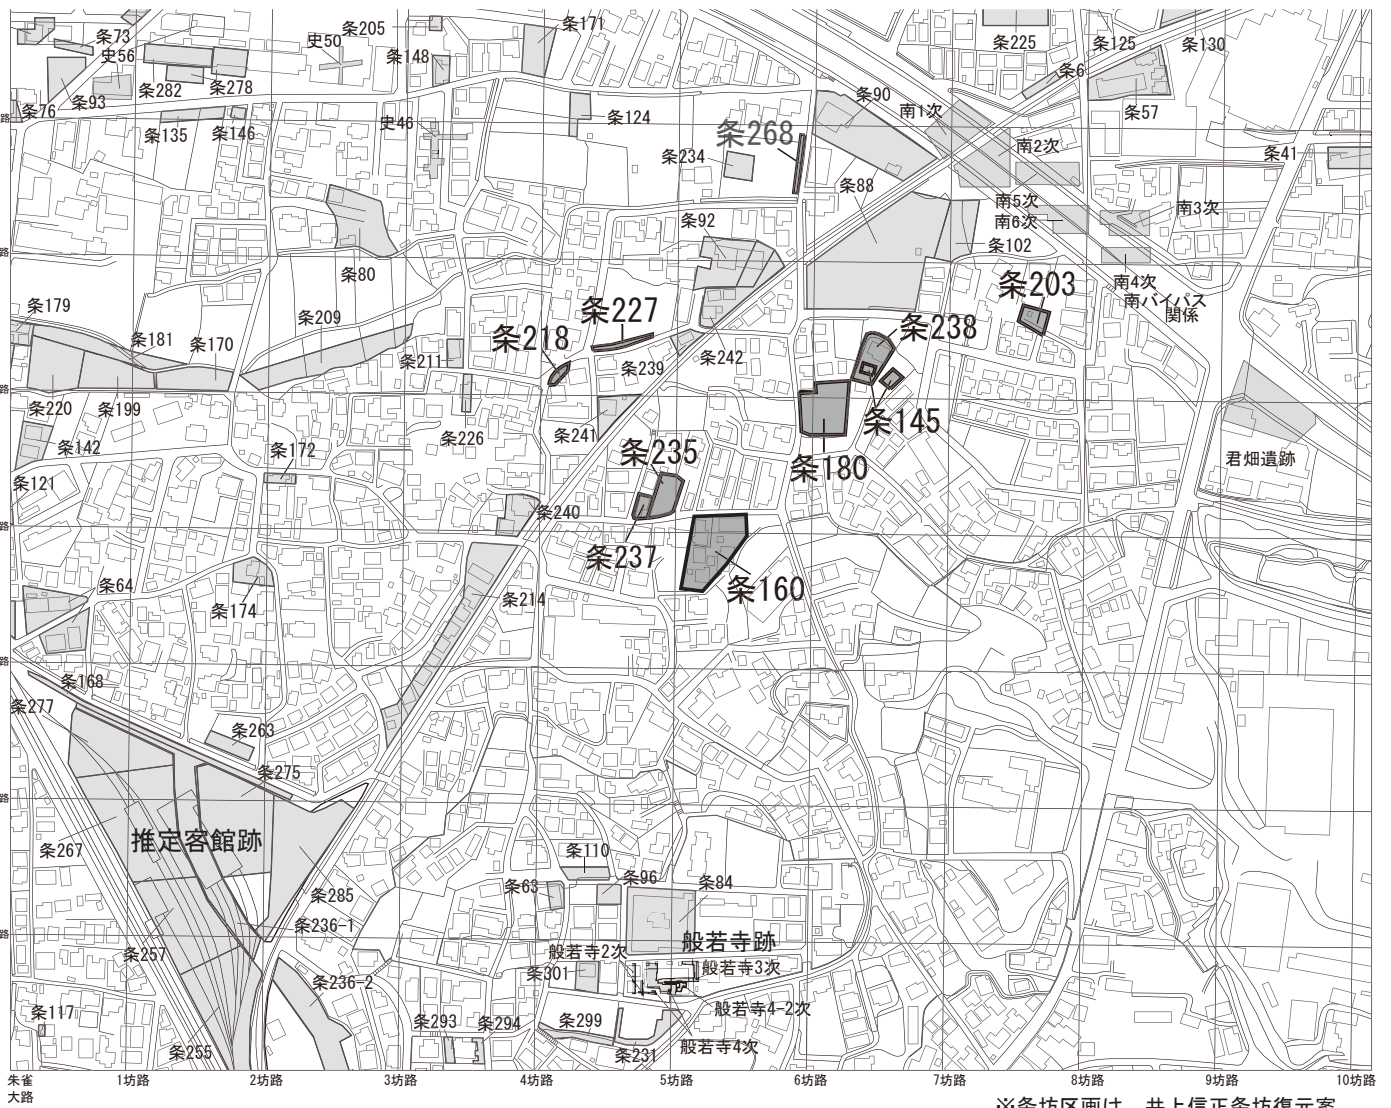 条73
条205
史50
史56
条148
条171
条225
条125
条130
条6
条57
条93
条76
条282
条278
条135
条146
史46
条124
条268
条234
条90
南1次
南2次
条41
条88
南5次
南6次
南3次
条92
条102
条80
条203
南4次
南バイパス
関係
条179
条209
条227
条218
条238
条181
条170
条211
条239
条242
条220
条199
条226
条241
条145
条142
条172
条235
条180
君畑遺跡
条121
条240
条237
条160
条64
条174
条214
条168
条277
条263
条275
推定客館跡
条267
条110
条63
条96
条84
条285
条236-1
般若寺跡
条257
般若寺2次
条301
般若寺3次
条236-2
般若寺4-2次
条117
条293
条294
条299
条231
般若寺4次
条255
路
路
路
路
路
路
路
朱雀
大路
1坊路
2坊路
3坊路
4坊路
5坊路
6坊路
7坊路
8坊路
9坊路
10坊路
※条坊区画は、井上信正条坊復元案